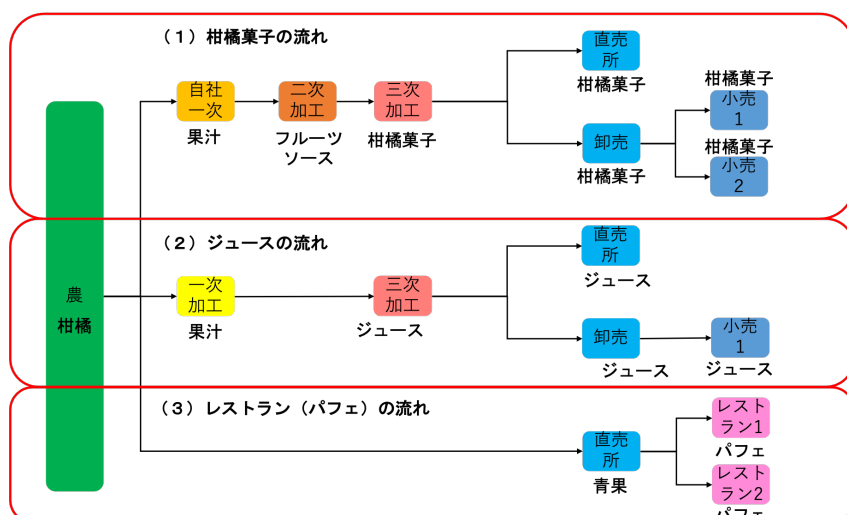 （１）柑橘菓子の流れ
直売
所
柑橘菓子
自社
一次
果汁
二次
加工
フルーツ
ソース
三次
加工
柑橘菓子
卸売
柑橘菓子
柑橘菓子
小売
1
柑橘菓子
小売
2
農
柑橘
（２）ジュースの流れ
直売
所
ジュース
一次
加工
果汁
三次
加工
ジュース
卸売
ジュース
小売
1
ジュース
（３）レストラン（パフェ）の流れ
直売
所
青果
レスト
ラン1
パフェ
レスト
ラン2
パフェ